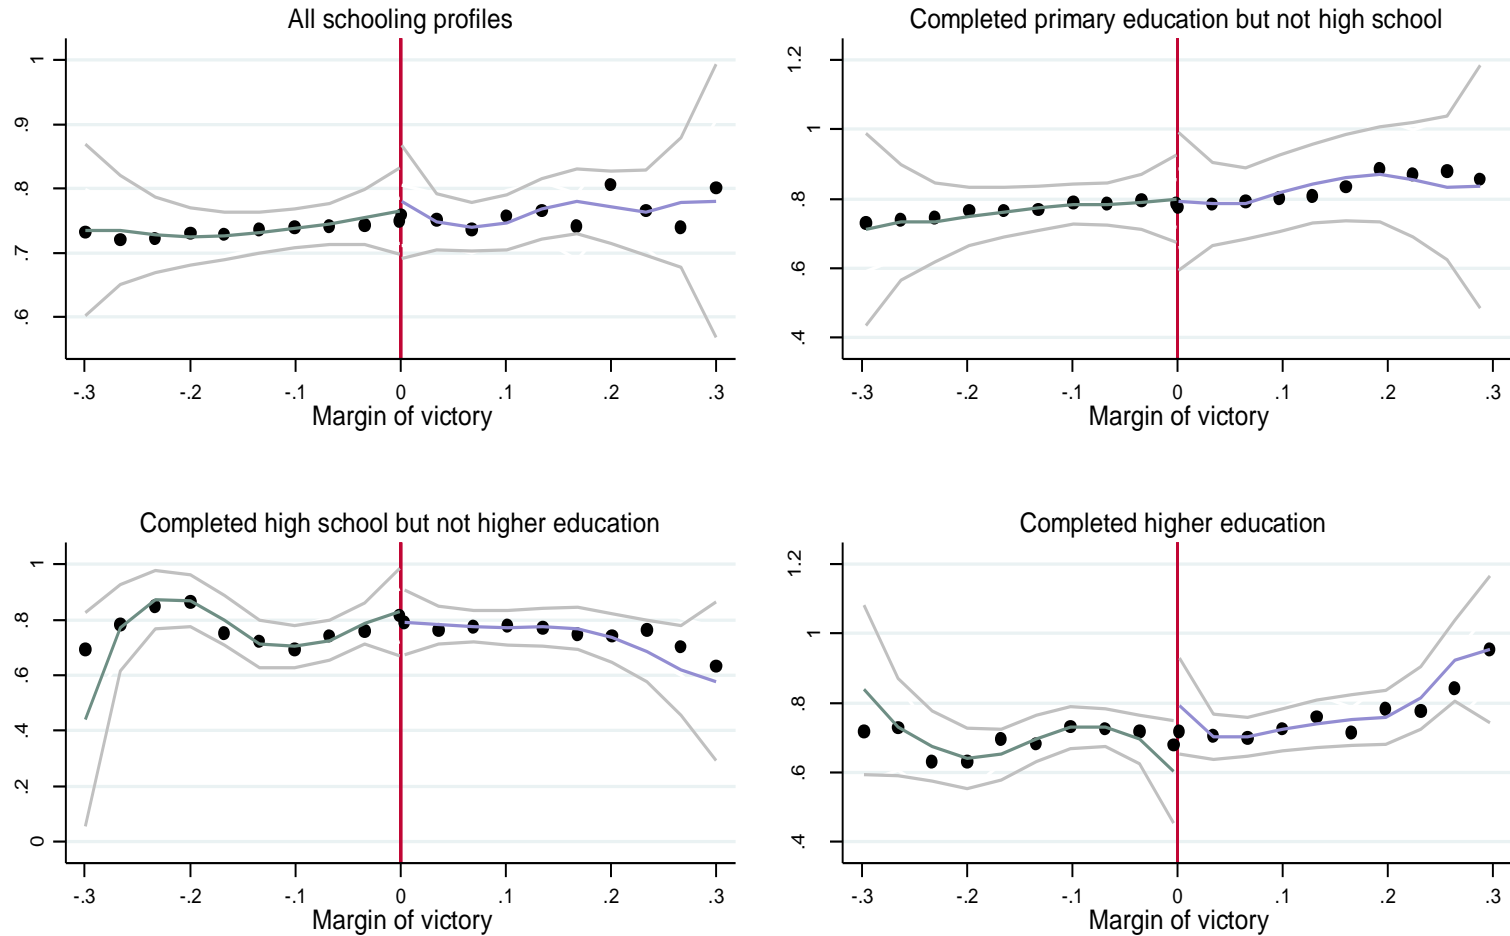 All schooling profiles
1
.9
.8
.7
.6
-.3 -.2 -.1 0 .1 .2 .3
Margin of victory
Completed primary education but not high school
1.2
1
.8
.6
.4
-.3 -.2 -.1 0 .1 .2 .3
Margin of victory
Completed high school but not higher education
1
.8
.6
.4
.2
0
-.3 -.2 -.1 0 .1 .2 .3
Margin of victory
Completed higher education
1.2
1
.8
.6
.4
-.3 -.2 -.1 0 .1 .2 .3
Margin of victory